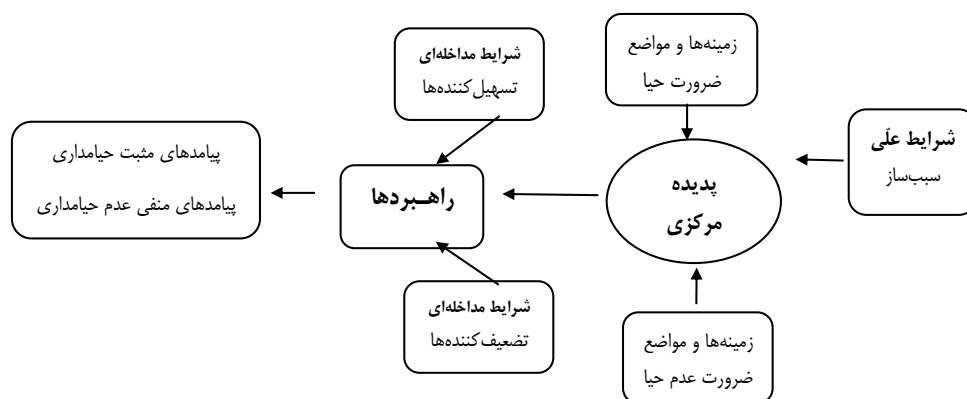 زمینه‌ها و مواضع
ضرورت حیا
شرایط مداخله‌ای
تسهیل‌کننده‌ها
شرایط علّی
سبب‌ساز
پدیده
مرکزی
راهـبردها
پیامدهای مثبت حیامداری
پیامدهای منفی عدم حیامداری
شرایط مداخله‌ای
تضعیف‌کننده‌ها
زمینه‌ها و مواضع
ضرورت عدم حیا